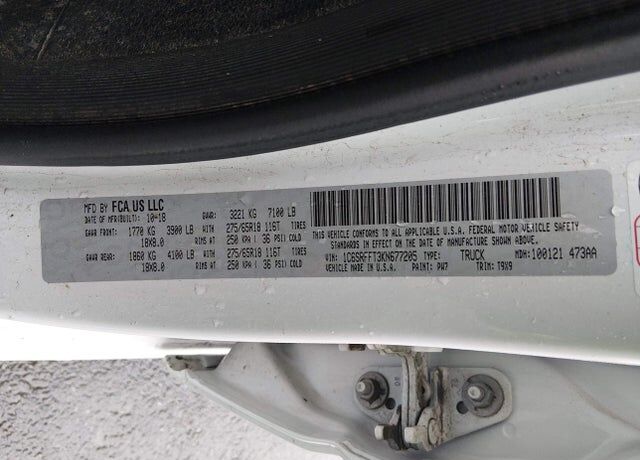 MFD BY FCA US LLC
DATE OF MFR(BUILT): 10-18 GVWR: 3221 KG 7100 LB
GAWR FRONT: 1770 KG 3900 LB 275/65R18 116T TIRES
18X8.0 RIMS AT 250 KPA ( 36 PSI) COLD
GAWR REAR: 1860 KG 4100 LB 275/65R18 116T TIRES
18X8.0 RIMS AT 250 KPA ( 36 PSI) COLD
THIS VEHICLE CONFORMS TO ALL APPLICABLE U.S.A. FEDERAL MOTOR VEHICLE SAFETY
STANDARDS IN EFFECT ON THE DATE OF MANUFACTURE SHOWN ABOVE.
VIN: 1C6SRFFT3KN677205 TYPE: TRUCK MDH: 100121 473AA
VEHICLE MADE IN U.S.A. PAINT: PW7 TRIM: T9X9